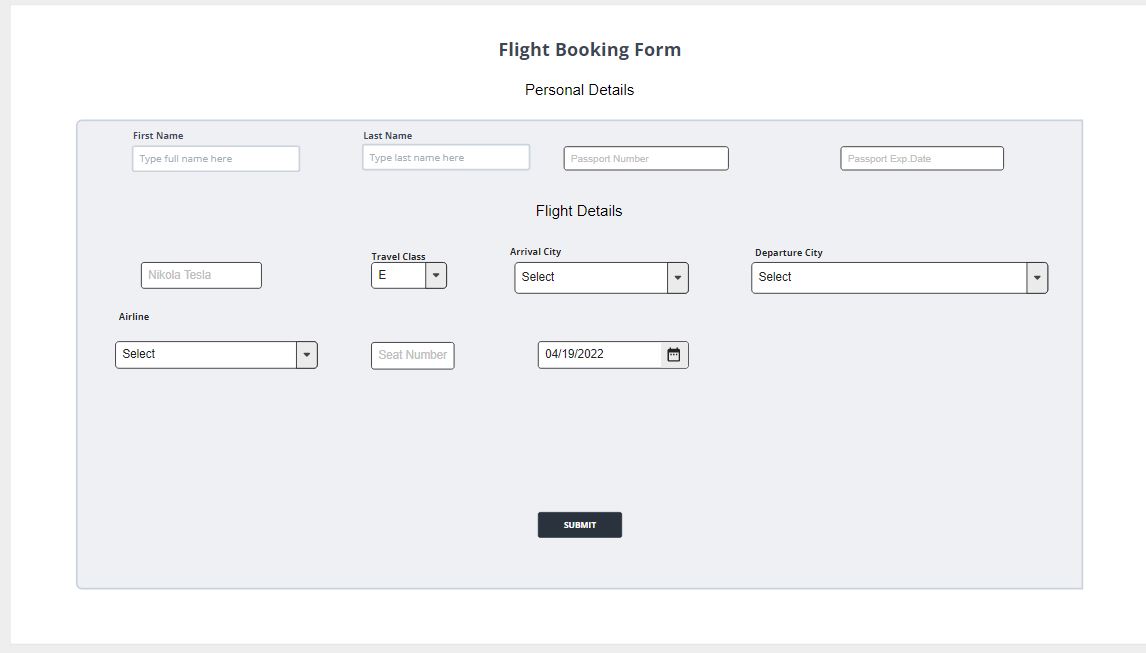 Flight Booking Form
Personal Details
First Name
Last Name
Type full name here
Type last name here
Passport Number
Passport Exp.Date
Flight Details
Travel Class
Arrival City
Departure City
Nikola Tesla
E
Select
Select
Airline
Select
Seat Number
04/19/2022
SUBMIT